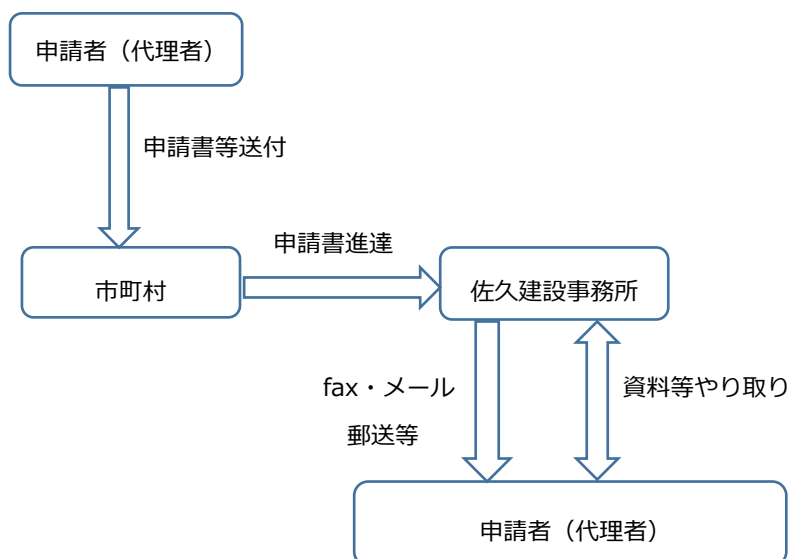 申請者（代理者）
申請書等送付
申請書進達
市町村
佐久建設事務所
fax・メール
郵送等
資料等やり取り
申請者（代理者）